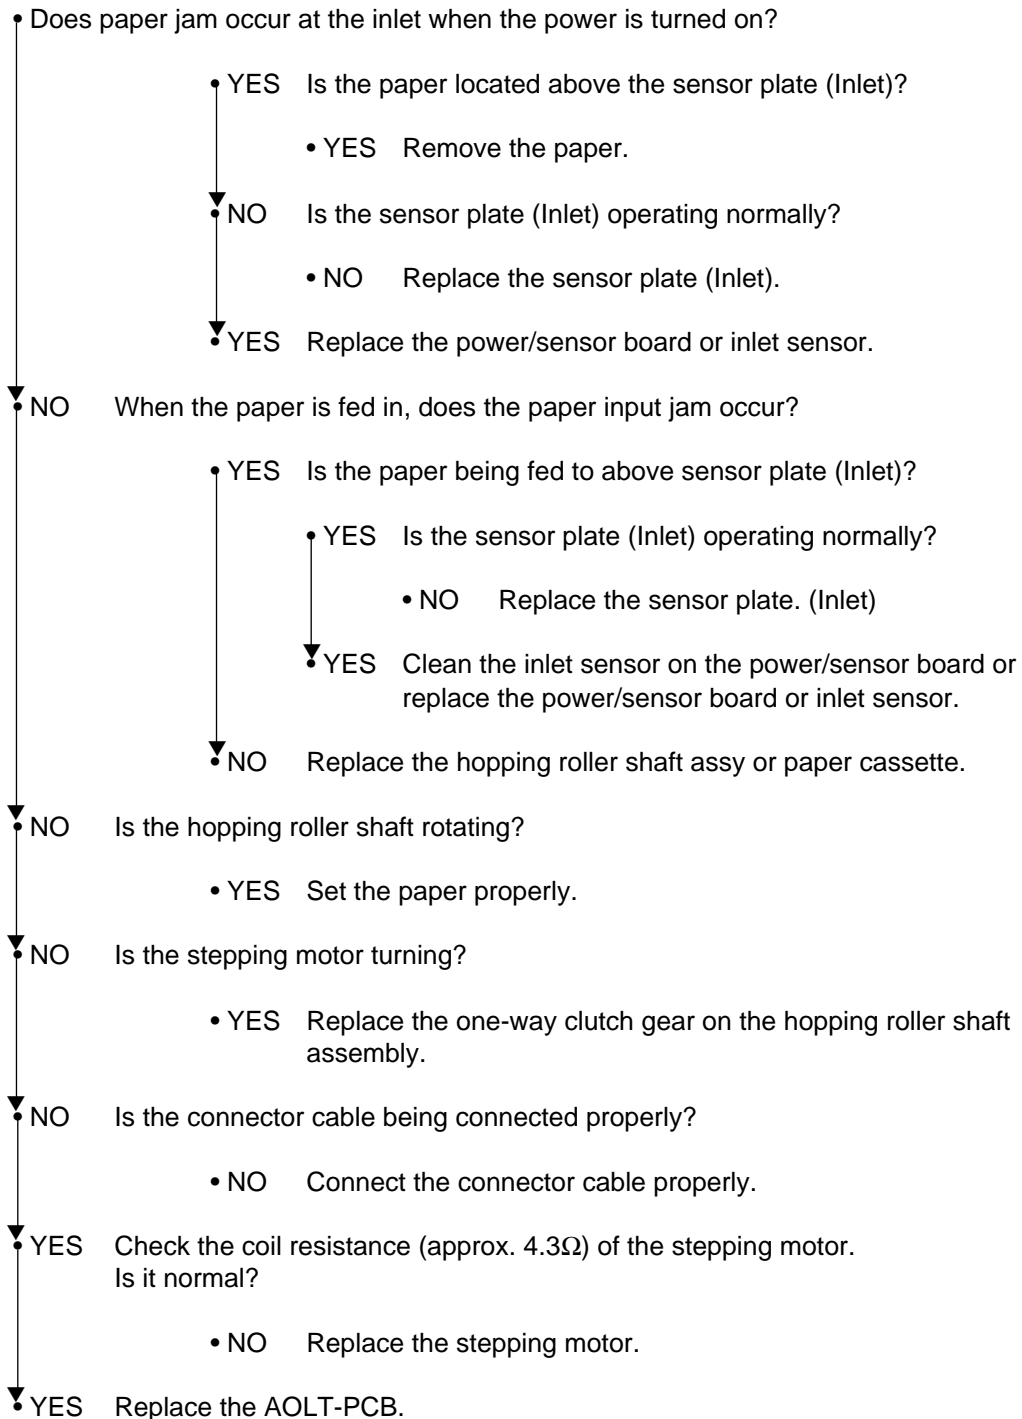 • Does paper jam occur at the inlet when the power is turned on?
• YES Is the paper located above the sensor plate (Inlet)?
• YES Remove the paper.
• NO Is the sensor plate (Inlet) operating normally?
• NO Replace the sensor plate (Inlet).
• YES Replace the power/sensor board or inlet sensor.
• NO When the paper is fed in, does the paper input jam occur?
• YES Is the paper being fed to above sensor plate (Inlet)?
• YES Is the sensor plate (Inlet) operating normally?
• NO Replace the sensor plate. (Inlet)
• YES Clean the inlet sensor on the power/sensor board or
replace the power/sensor board or inlet sensor.
• NO Replace the hopping roller shaft assy or paper cassette.
• NO Is the hopping roller shaft rotating?
• YES Set the paper properly.
• NO Is the stepping motor turning?
• YES Replace the one-way clutch gear on the hopping roller shaft
assembly.
• NO Is the connector cable being connected properly?
• NO Connect the connector cable properly.
• YES Check the coil resistance (approx. 4.3Ω) of the stepping motor.
Is it normal?
• NO Replace the stepping motor.
• YES Replace the AOLT-PCB.